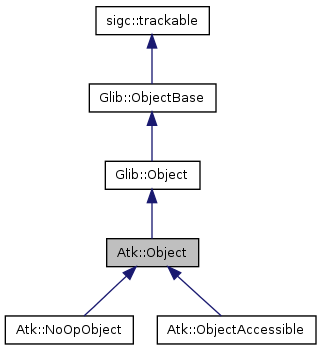 sigc::trackable
Glib::ObjectBase
Glib::Object
Atk::Object
Atk::NoOpObject
Atk::ObjectAccessible